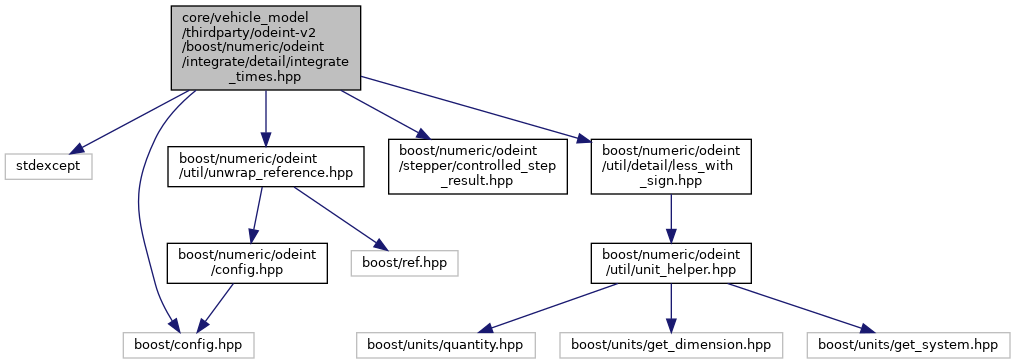 core/vehicle_model
/thirdparty/odeint-v2
/boost/numeric/odeint
/integrate/detail/integrate
_times.hpp
stdexcept
boost/numeric/odeint
/util/unwrap_reference.hpp
boost/numeric/odeint
/stepper/controlled_step
_result.hpp
boost/numeric/odeint
/util/detail/less_with
_sign.hpp
boost/numeric/odeint
/config.hpp
boost/ref.hpp
boost/numeric/odeint
/util/unit_helper.hpp
boost/config.hpp
boost/units/quantity.hpp
boost/units/get_dimension.hpp
boost/units/get_system.hpp